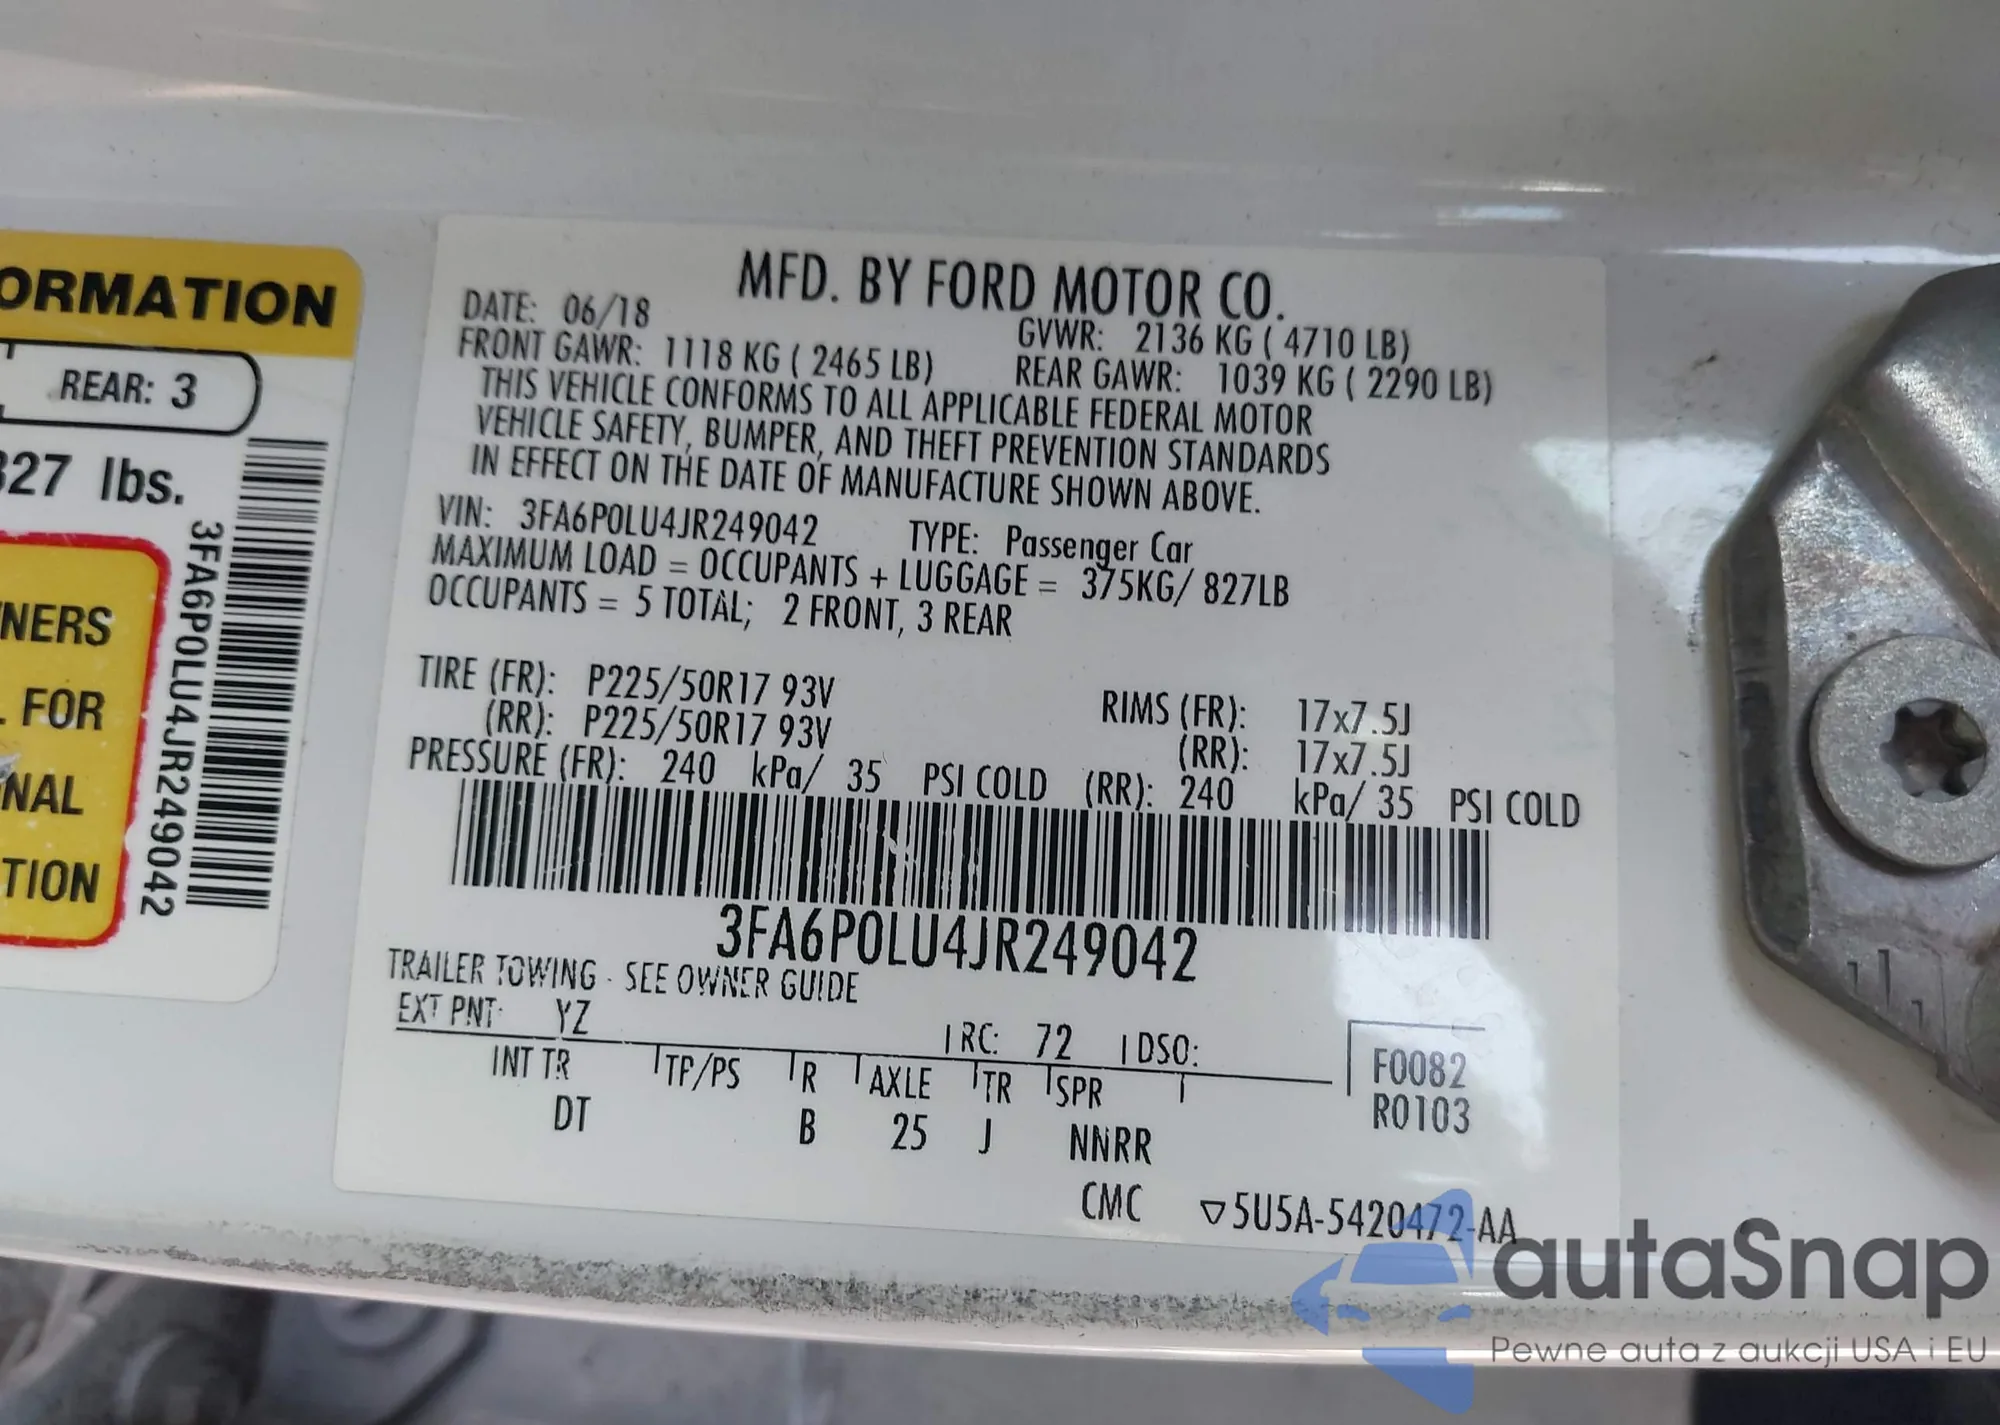 ORMATION
REAR: 3
827 lbs.
3FA6P0LU4JR249042
NERS
FOR
NAL
TION
MFD. BY FORD MOTOR CO.
DATE: 06/18 GVWR: 2136 KG ( 4710 LB)
FRONT GAWR: 1118 KG ( 2465 LB) REAR GAWR: 1039 KG ( 2290 LB)
THIS VEHICLE CONFORMS TO ALL APPLICABLE FEDERAL MOTOR
VEHICLE SAFETY, BUMPER, AND THEFT PREVENTION STANDARDS
IN EFFECT ON THE DATE OF MANUFACTURE SHOWN ABOVE.
VIN: 3FA6P0LU4JR249042 TYPE: Passenger Car
MAXIMUM LOAD = OCCUPANTS + LUGGAGE = 375KG/ 827LB
OCCUPANTS = 5 TOTAL; 2 FRONT, 3 REAR
TIRE (FR): P225/50R17 93V RIMS (FR): 17x7.5J
(RR): P225/50R17 93V (RR): 17x7.5J
PRESSURE (FR): 240 kPa/ 35 PSI COLD (RR): 240 kPa/ 35 PSI COLD
3FA6P0LU4JR249042
TRAILER TOWING - SEE OWNER GUIDE
EXT PNT: YZ RC: 72 DSO:
INT TR TP/PS R AXLE TR SPR F0082
DT B 25 J NNRR R0103
CMC ▽5U5A-5420472-AA
autaSnap
Pewne auta z aukcji USA i EU